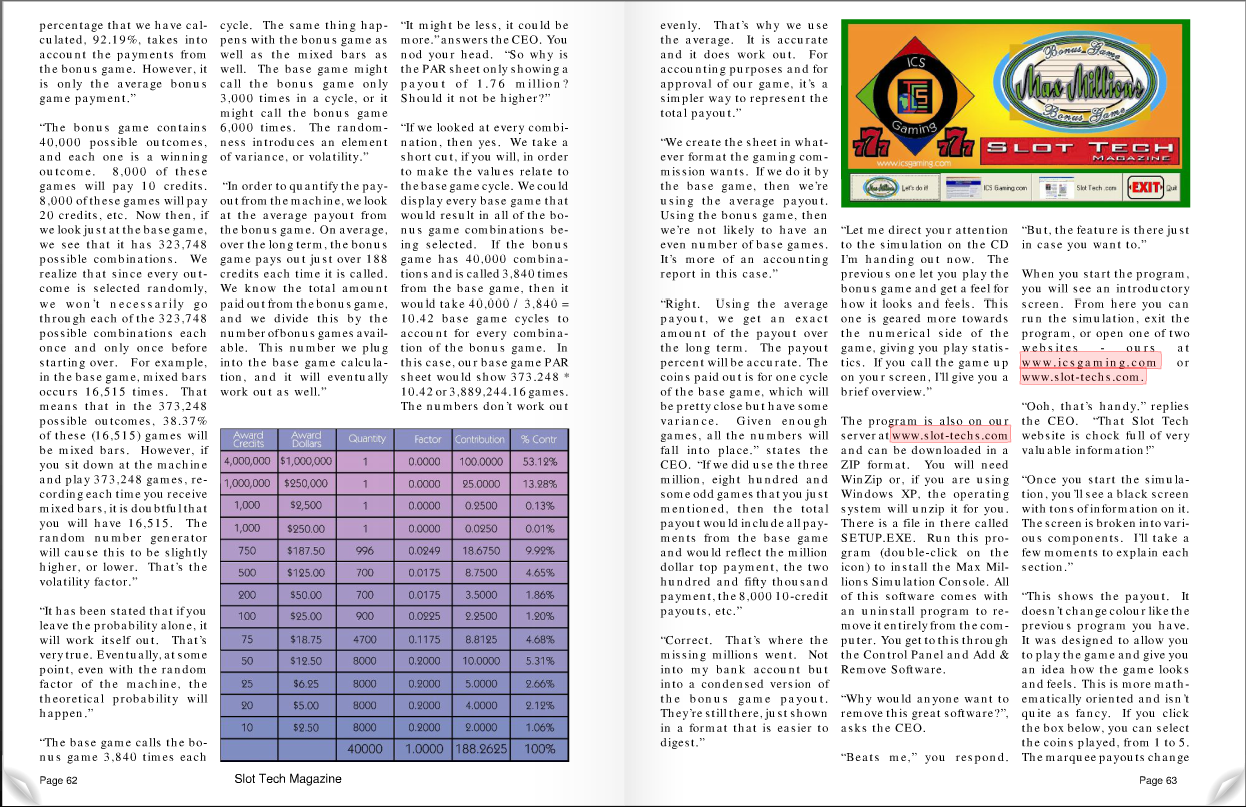 percentage that we have cal-
culated, 92.19%, takes into
account the payments from
the bonus game. However, it
is only the average bonus
game payment.”
“The bonus game contains
40,000 possible outcomes,
and each one is a winning
outcome. 8,000 of these
games will pay 10 credits.
8,000 of these games will pay
20 credits, etc. Now then, if
we look just at the base game,
we see that it has 323,748
possible combinations. We
realize that since every out-
come is selected randomly,
we won’t necessarily go
through each of the 323,748
possible combinations each
once and only once before
starting over. For example,
in the base game, mixed bars
occurs 16,515 times. That
means that in the 373,248
possible outcomes, 38.37%
of these (16,515) games will
be mixed bars. However, if
you sit down at the machine
and play 373,248 games, re-
cording each time you receive
mixed bars, it is doubtful that
you will have 16,515. The
random number generator
will cause this to be slightly
higher, or lower. That’s the
volatility factor.”
“It has been stated that if you
leave the probability alone, it
will work itself out. That’s
very true. Eventually, at some
point, even with the random
factor of the machine, the
theoretical probability will
happen.”
“The base game calls the bo-
nus game 3,840 times each
cycle. The same thing hap-
pens with the bonus game as
well as the mixed bars as
well. The base game might
call the bonus game only
3,000 times in a cycle, or it
might call the bonus game
6,000 times. The random-
ness introduces an element
of variance, or volatility.”
“In order to quantify the pay-
out from the machine, we look
at the average payout from
the bonus game. On average,
over the long term, the bonus
game pays out just over 188
credits each time it is called.
We know the total amount
paid out from the bonus game,
and we divide this by the
number of bonus games avail-
able. This number we plug
into the base game calcula-
tion, and it will eventually
work out as well.”
“It might be less, it could be
more.” answers the CEO. You
nod your head. “So why is
the PAR sheet only showing a
payout of 1.76 million?
Should it not be higher?”
“If we looked at every combi-
nation, then yes. We take a
short cut, if you will, in order
to make the values relate to
the base game cycle. We could
display every base game that
would result in all of the bo-
nus game combinations be-
ing selected. If the bonus
game has 40,000 combina-
tions and is called 3,840 times
from the base game, then it
would take 40,000 / 3,840 =
10.42 base game cycles to
account for every combina-
tion of the bonus game. In
this case, our base game PAR
sheet would show 373.248 *
10.42 or 3,889,244.16 games.
The numbers don’t work out
Award Credits Award Dollars Quantity Factor Contribution % Contr
4,000,000 $1,000,000 1 0.0000 100.0000 53.12%
1,000,000 $250,000 1 0.0000 25.0000 13.28%
1,000 $2,500 1 0.0000 0.2500 0.13%
1,000 $250.00 1 0.0000 0.0250 0.01%
750 $187.50 996 0.0249 18.6750 9.92%
500 $125.00 700 0.0175 8.7500 4.65%
200 $50.00 700 0.0175 3.5000 1.86%
100 $25.00 900 0.0225 2.2500 1.20%
75 $18.75 4700 0.1175 8.8125 4.68%
50 $12.50 8000 0.2000 10.0000 5.31%
25 $6.25 8000 0.2000 5.0000 2.66%
20 $5.00 8000 0.2000 4.0000 2.12%
10 $2.50 8000 0.2000 2.0000 1.06%
40000 1.0000 188.2625 100%
Page 62
Slot Tech Magazine
evenly. That’s why we use
the average. It is accurate
and it does work out. For
accounting purposes and for
approval of our game, it’s a
simpler way to represent the
total payout.”
“We create the sheet in what-
ever format the gaming com-
mission wants. If we do it by
the base game, then we’re
using the average payout.
Using the bonus game, then
we’re not likely to have an
even number of base games.
It’s more of an accounting
report in this case.”
“Right. Using the average
payout, we get an exact
amount of the payout over
the long term. The payout
percent will be accurate. The
coins paid out is for one cycle
of the base game, which will
be pretty close but have some
variance. Given enough
games, all the numbers will
fall into place.” states the
CEO. “If we did use the three
million, eight hundred and
some odd games that you just
mentioned, then the total
payout would include all pay-
ments from the base game
and would reflect the million
dollar top payment, the two
hundred and fifty thousand
payment, the 8,000 10-credit
payouts, etc.”
“Correct. That’s where the
missing millions went. Not
into my bank account but
into a condensed version of
the bonus game payout.
They’re still there, just shown
in a format that is easier to
digest.”
ICS
Gaming
777 777
www.icsgaming.com
Bonus Game
Max Millions
Bonus Game
SLOT TECH
MAGAZINE
Let's do it! ICS Gaming.com Slot Tech .com EXIT Quit
“Let me direct your attention
to the simulation on the CD
I’m handing out now. The
previous one let you play the
bonus game and get a feel for
how it looks and feels. This
one is geared more towards
the numerical side of the
game, giving you play statis-
tics. If you call the game up
on your screen, I’ll give you a
brief overview.”
The program is also on our
server at www.slot-techs.com
and can be downloaded in a
ZIP format. You will need
WinZip or, if you are using
Windows XP, the operating
system will unzip it for you.
There is a file in there called
SETUP.EXE. Run this pro-
gram (double-click on the
icon) to install the Max Mil-
lions Simulation Console. All
of this software comes with
an uninstall program to re-
move it entirely from the com-
puter. You get to this through
the Control Panel and Add &
Remove Software.
“Why would anyone want to
remove this great software?”,
asks the CEO.
“Beats me,” you respond.
“But, the feature is there just
in case you want to.”
When you start the program,
you will see an introductory
screen. From here you can
run the simulation, exit the
program, or open one of two
websites - ours at
www.icsgaming.com or
www.slot-techs.com.
“Ooh, that’s handy.” replies
the CEO. “That Slot Tech
website is chock full of very
valuable information!”
“Once you start the simula-
tion, you’ll see a black screen
with tons of information on it.
The screen is broken into vari-
ous components. I’ll take a
few moments to explain each
section.”
“This shows the payout. It
doesn’t change colour like the
previous program you have.
It was designed to allow you
to play the game and give you
an idea how the game looks
and feels. This is more math-
ematically oriented and isn’t
quite as fancy. If you click
the box below, you can select
the coins played, from 1 to 5.
The marquee payouts change
Page 63